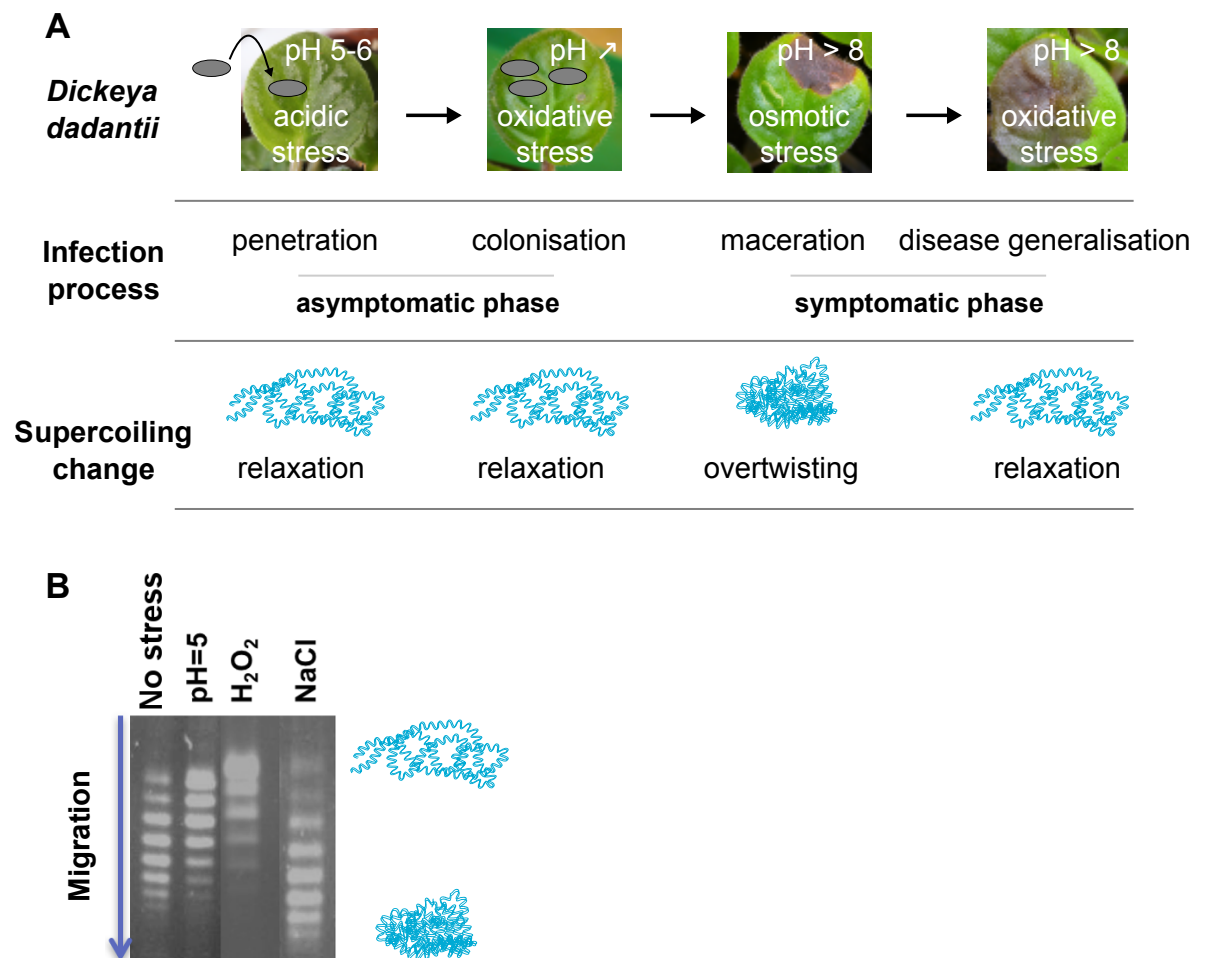 A
Dickeya
dadantii
pH 5-6
acidic
stress
pH ↗
oxidative
stress
pH > 8
osmotic
stress
pH > 8
oxidative
stress
Infection
process
penetration
colonisation
maceration
disease generalisation
asymptomatic phase
symptomatic phase
Supercoiling
change
relaxation
relaxation
overtwisting
relaxation
B
No stress
pH=5
H₂O₂
NaCl
Migration